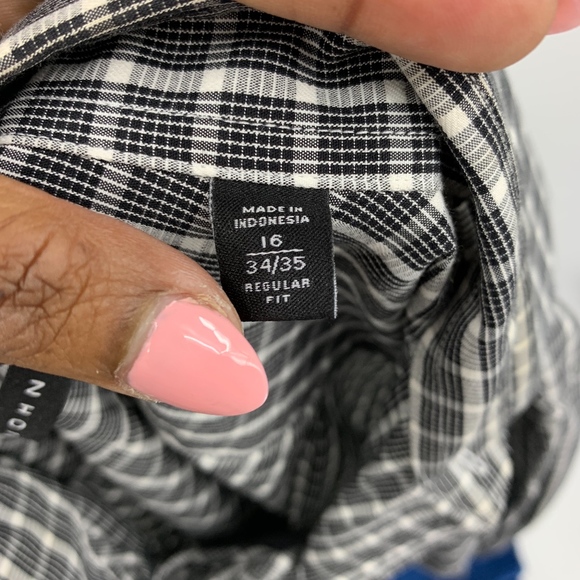 MADE IN
INDONESIA
16
34/35
REGULAR
FIT